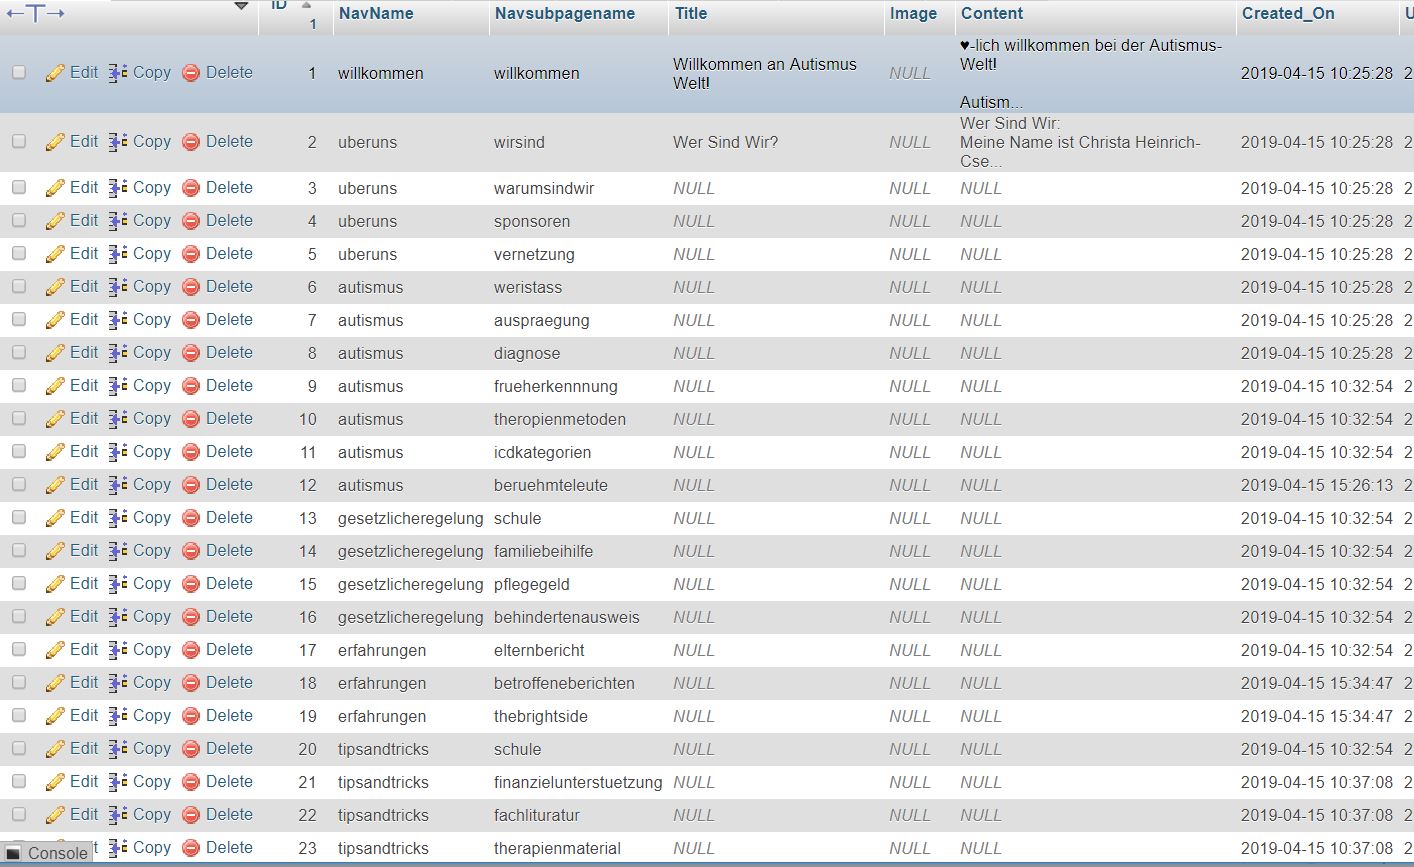 ID NavName Navsubpagename Title Image Content Created_On U
1
Edit Copy Delete 1 willkommen willkommen Willkommen an Autismus Welt! NULL ♥-lich willkommen bei der Autismus-Welt! Autism... 2019-04-15 10:25:28
Edit Copy Delete 2 uberuns wirsind Wer Sind Wir? NULL Wer Sind Wir: Meine Name ist Christa Heinrich-Cse... 2019-04-15 10:25:28 2
Edit Copy Delete 3 uberuns warumsindwir NULL NULL NULL 2019-04-15 10:25:28 2
Edit Copy Delete 4 uberuns sponsoren NULL NULL NULL 2019-04-15 10:25:28 2
Edit Copy Delete 5 uberuns vernetzung NULL NULL NULL 2019-04-15 10:25:28 2
Edit Copy Delete 6 autismus weristass NULL NULL NULL 2019-04-15 10:25:28 2
Edit Copy Delete 7 autismus auspraegung NULL NULL NULL 2019-04-15 10:25:28 2
Edit Copy Delete 8 autismus diagnose NULL NULL NULL 2019-04-15 10:25:28 2
Edit Copy Delete 9 autismus frueherkennnung NULL NULL NULL 2019-04-15 10:32:54 2
Edit Copy Delete 10 autismus theropienmetoden NULL NULL NULL 2019-04-15 10:32:54 2
Edit Copy Delete 11 autismus icdkategorien NULL NULL NULL 2019-04-15 10:32:54 2
Edit Copy Delete 12 autismus beruehmteleute NULL NULL NULL 2019-04-15 15:26:13 2
Edit Copy Delete 13 gesetzlicheregelung schule NULL NULL NULL 2019-04-15 10:32:54 2
Edit Copy Delete 14 gesetzlicheregelung familiebeihilfe NULL NULL NULL 2019-04-15 10:32:54 2
Edit Copy Delete 15 gesetzlicheregelung pflegegeld NULL NULL NULL 2019-04-15 10:32:54 2
Edit Copy Delete 16 gesetzlicheregelung behindertenausweis NULL NULL NULL 2019-04-15 10:32:54 2
Edit Copy Delete 17 erfahrungen elternbericht NULL NULL NULL 2019-04-15 10:32:54 2
Edit Copy Delete 18 erfahrungen betroffeneberichten NULL NULL NULL 2019-04-15 15:34:47 2
Edit Copy Delete 19 erfahrungen thebrightside NULL NULL NULL 2019-04-15 15:34:47 2
Edit Copy Delete 20 tipsandtricks schule NULL NULL NULL 2019-04-15 10:32:54 2
Edit Copy Delete 21 tipsandtricks finanzielunterstuetzung NULL NULL NULL 2019-04-15 10:37:08 2
Edit Copy Delete 22 tipsandtricks fachlituratur NULL NULL NULL 2019-04-15 10:37:08 2
Copy Delete 23 tipsandtricks therapienmaterial NULL NULL NULL 2019-04-15 10:37:08 2
Console